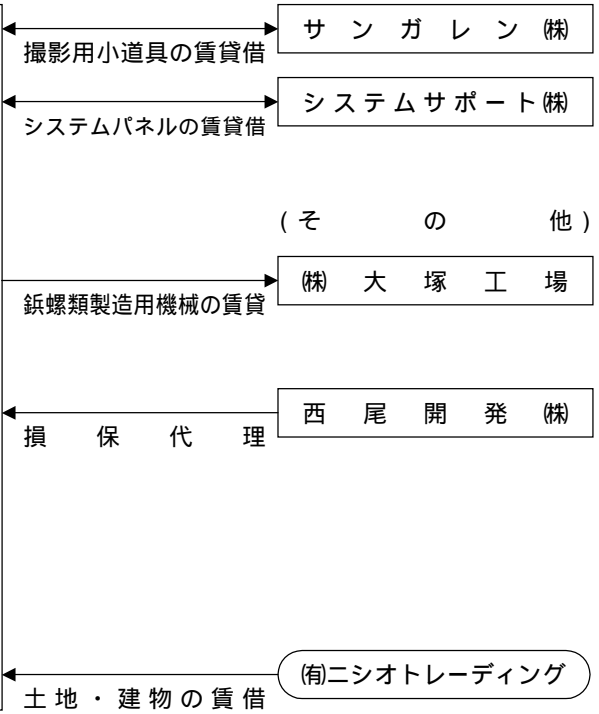 サンガレン㈱
撮影用小道具の賃貸借
システムサポート㈱
システムパネルの賃貸借
(その他)
㈱大塚工場
鋲螺類製造用機械の賃貸
西尾開発㈱
損保代理
㈲ニシオトレーディング
土地・建物の賃借